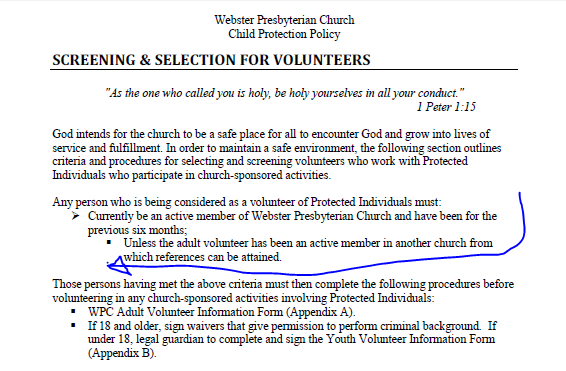 Webster Presbyterian Church
Child Protection Policy
SCREENING & SELECTION FOR VOLUNTEERS
"As the one who called you is holy, be holy yourselves in all your conduct."
1 Peter 1:15
God intends for the church to be a safe place for all to encounter God and grow into lives of
service and fulfillment. In order to maintain a safe environment, the following section outlines
criteria and procedures for selecting and screening volunteers who work with Protected
Individuals who participate in church-sponsored activities.
Any person who is being considered as a volunteer of Protected Individuals must:
➢ Currently be an active member of Webster Presbyterian Church and have been for the
previous six months;
▪ Unless the adult volunteer has been an active member in another church from
which references can be attained.
Those persons having met the above criteria must then complete the following procedures before
volunteering in any church-sponsored activities involving Protected Individuals:
▪ WPC Adult Volunteer Information Form (Appendix A).
▪ If 18 and older, sign waivers that give permission to perform criminal background. If
under 18, legal guardian to complete and sign the Youth Volunteer Information Form
(Appendix B).